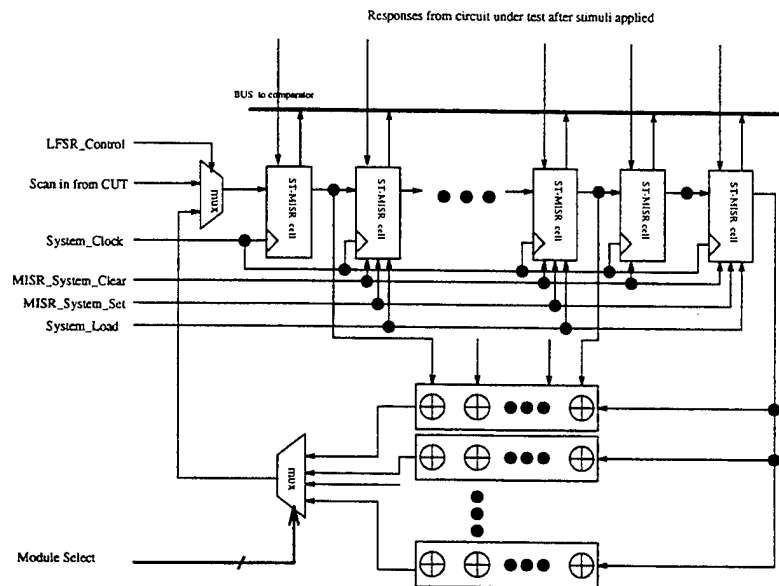 Responses from circuit under test after stimuli applied
BUS to comparator
LFSR_Control
Scan in from CUT
mux
ST-MISR cell
ST-MISR cell
ST-MISR cell
ST-MISR cell
ST-MISR cell
System_Clock
MISR_System_Clear
MISR_System_Set
System_Load
mux
Module Select